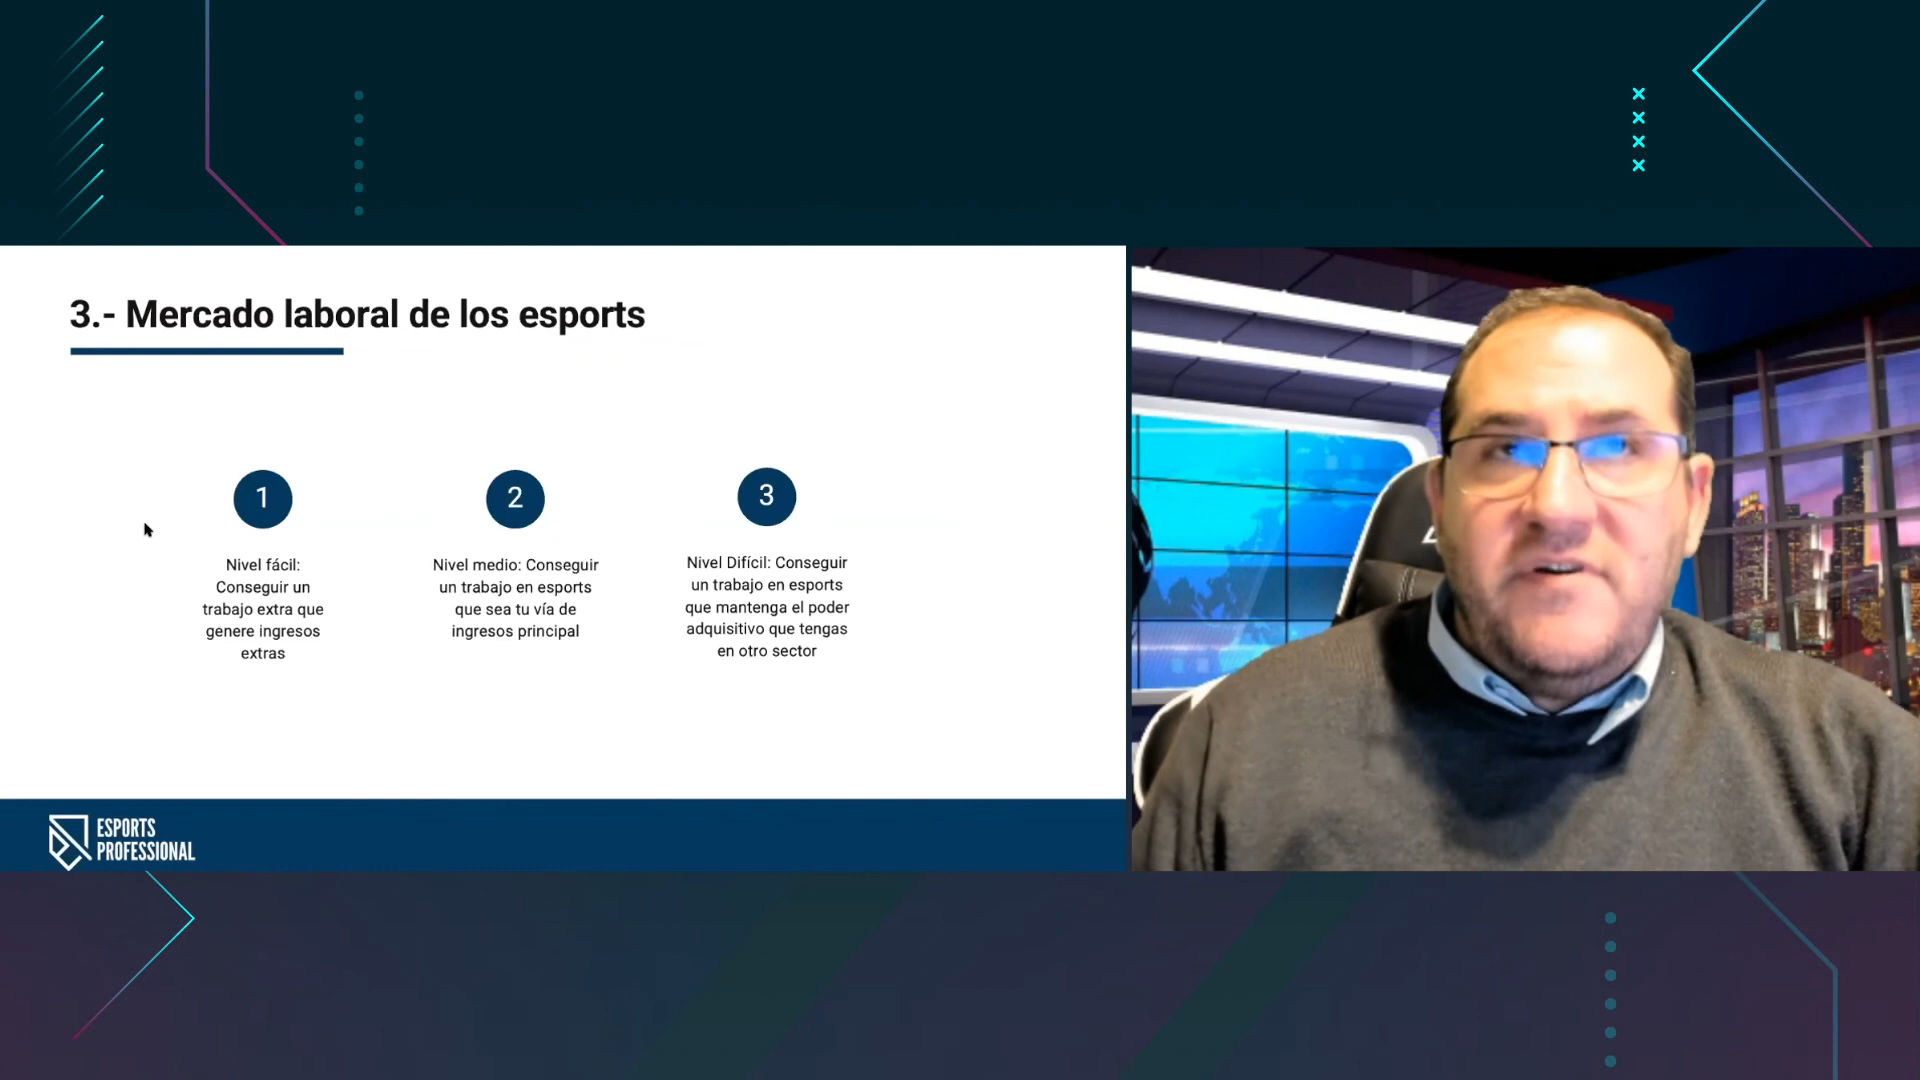 3.- Mercado laboral de los esports
1
Nivel fácil:
Conseguir un
trabajo extra que
genere ingresos
extras
2
Nivel medio: Conseguir
un trabajo en esports
que sea tu vía de
ingresos principal
3
Nivel Difícil: Conseguir
un trabajo en esports
que mantenga el poder
adquisitivo que tengas
en otro sector
ESPORTS
PROFESSIONAL